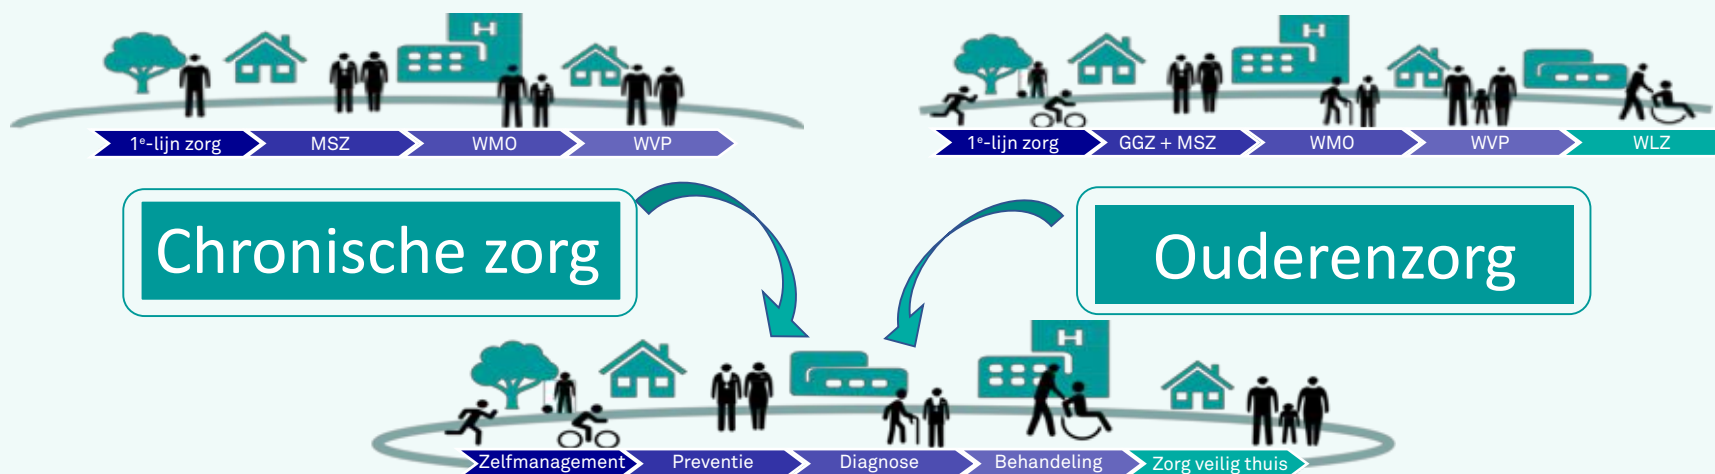 H
H
1e-lijn zorg MSZ WMO WVP
1e-lijn zorg GGZ + MSZ WMO WVP WLZ
Chronische zorg
Ouderenzorg
H
Zelfmanagement Preventie Diagnose Behandeling Zorg veilig thuis